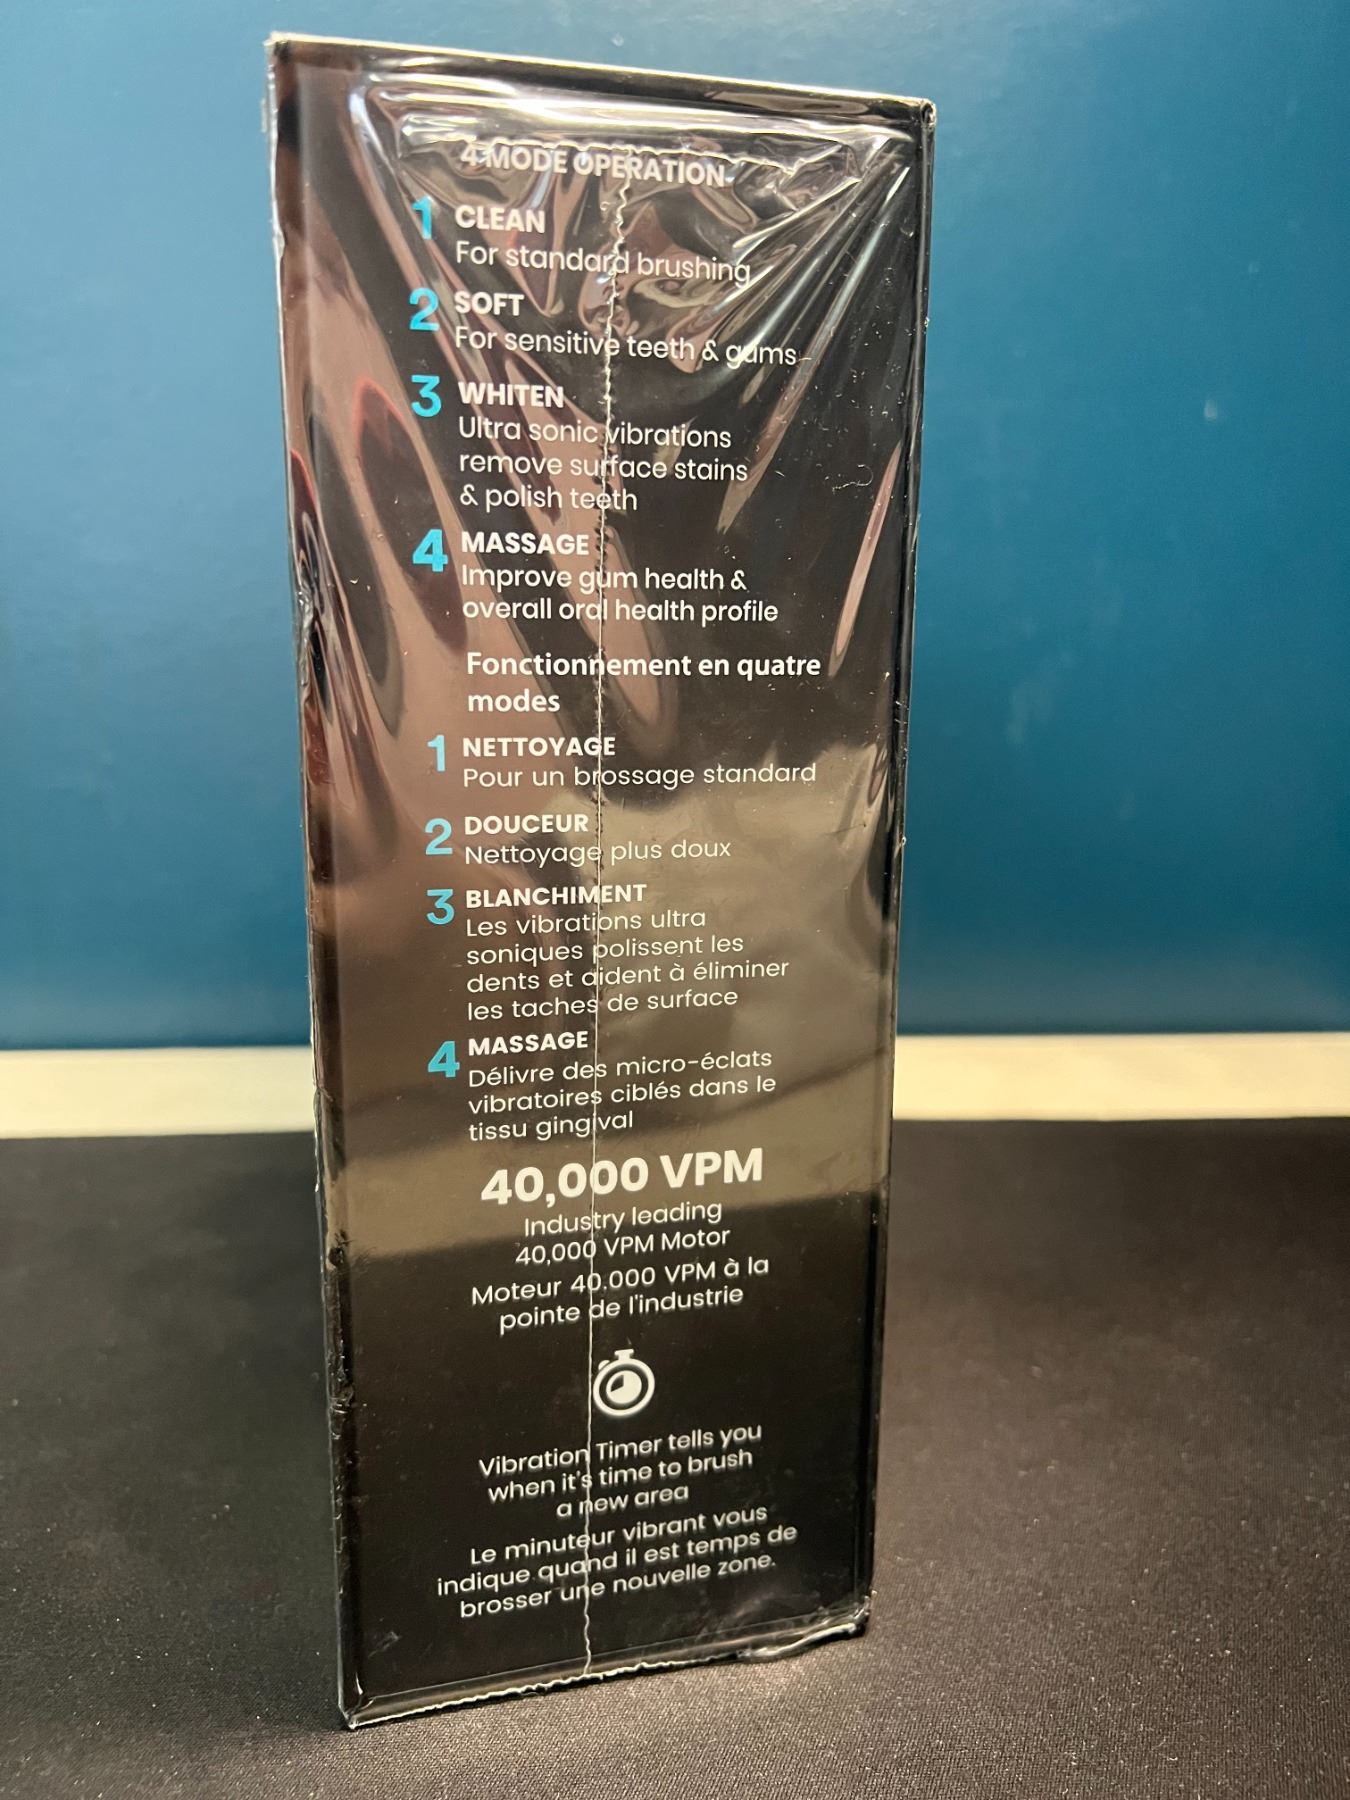 4 MODE OPERATION
1 CLEAN
For standard brushing
2 SOFT
For sensitive teeth & gums
3 WHITEN
Ultra sonic vibrations
remove surface stains
& polish teeth
4 MASSAGE
Improve gum health &
overall oral health profile
Fonctionnement en quatre
modes
1 NETTOYAGE
Pour un brossage standard
2 DOUCEUR
Nettoyage plus doux
3 BLANCHIMENT
Les vibrations ultra
soniques polissent les
dents et aident à éliminer
les taches de surface
4 MASSAGE
Délivre des micro-éclats
vibratoires ciblés dans le
tissu gingival
40,000 VPM
Industry leading
40,000 VPM Motor
Moteur 40.000 VPM à la
pointe de l'industrie
Vibration Timer tells you
when it's time to brush
a new area
Le minuteur vibrant vous
indique quand il est temps de
brosser une nouvelle zone.